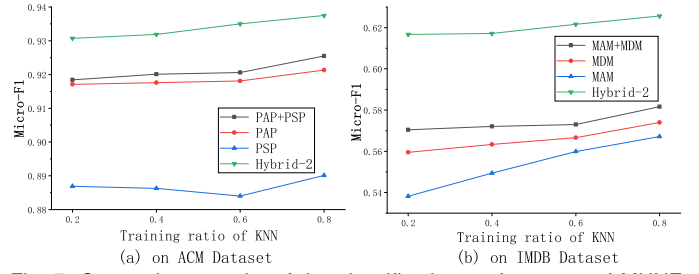 0.94
0.93
0.92
0.91
0.90
0.89
0.88
Micro-F1
PAP+PSP
PAP
PSP
Hybrid-2
0.2 0.4 0.6 0.8
Training ratio of KNN
(a) on ACM Dataset
0.62
0.60
0.58
0.56
0.54
Micro-F1
MAM+MDM
MDM
MAM
Hybrid-2
0.2 0.4 0.6 0.8
Training ratio of KNN
(b) on IMDB Dataset